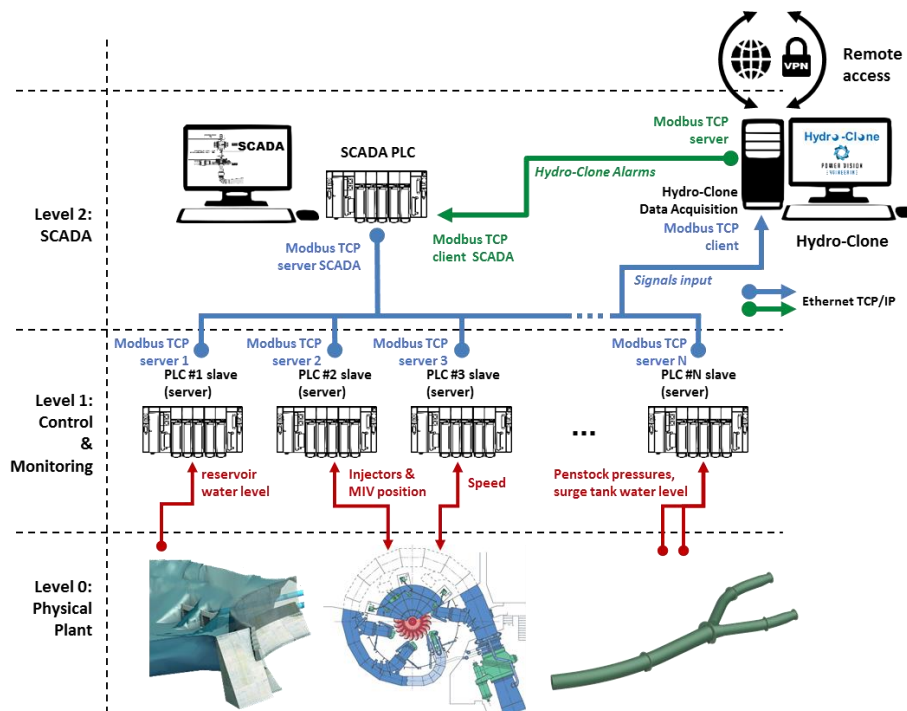 Remote
access
VPN
Modbus TCP
server
Hydro-Clone
POWER VISION
ENGINEERING
SCADA
SCADA PLC
Hydro-Clone Alarms
Hydro-Clone
Data Acquisition
Modbus TCP
client
Hydro-Clone
Level 2:
SCADA
Modbus TCP
server SCADA
Modbus TCP
client SCADA
Signals input
Ethernet TCP/IP
Modbus TCP
server 1
Modbus TCP
server 2
Modbus TCP
server 3
Modbus TCP
server N
PLC #1 slave
(server)
PLC #2 slave
(server)
PLC #3 slave
(server)
PLC #N slave
(server)
Level 1:
Control
&
Monitoring
...
reservoir
water level
Injectors &
MIV position
Speed
Penstock pressures,
surge tank water level
Level 0:
Physical
Plant